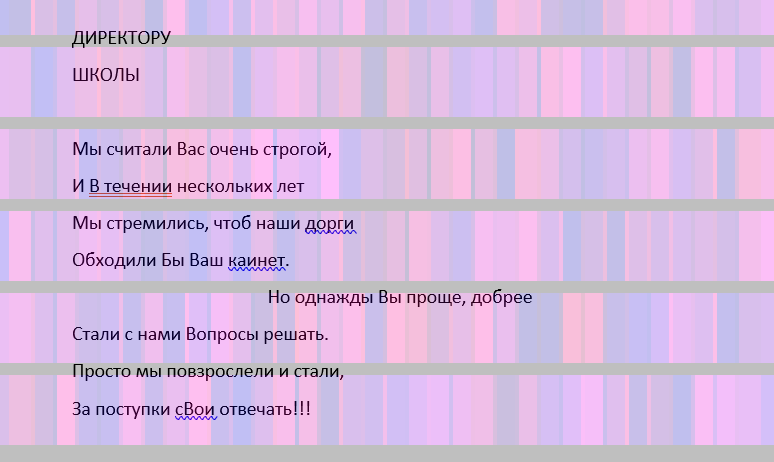 ДИРЕКТОРУ
ШКОЛЫ
Мы считали Вас очень строгой,
И В течении нескольких лет
Мы стремились, чтоб наши дорги
Обходили Бы Ваш каинет.
Но однажды Вы проще, добрее
Стали с нами Вопросы решать.
Просто мы повзрослели и стали,
За поступки сВои отвечать!!!